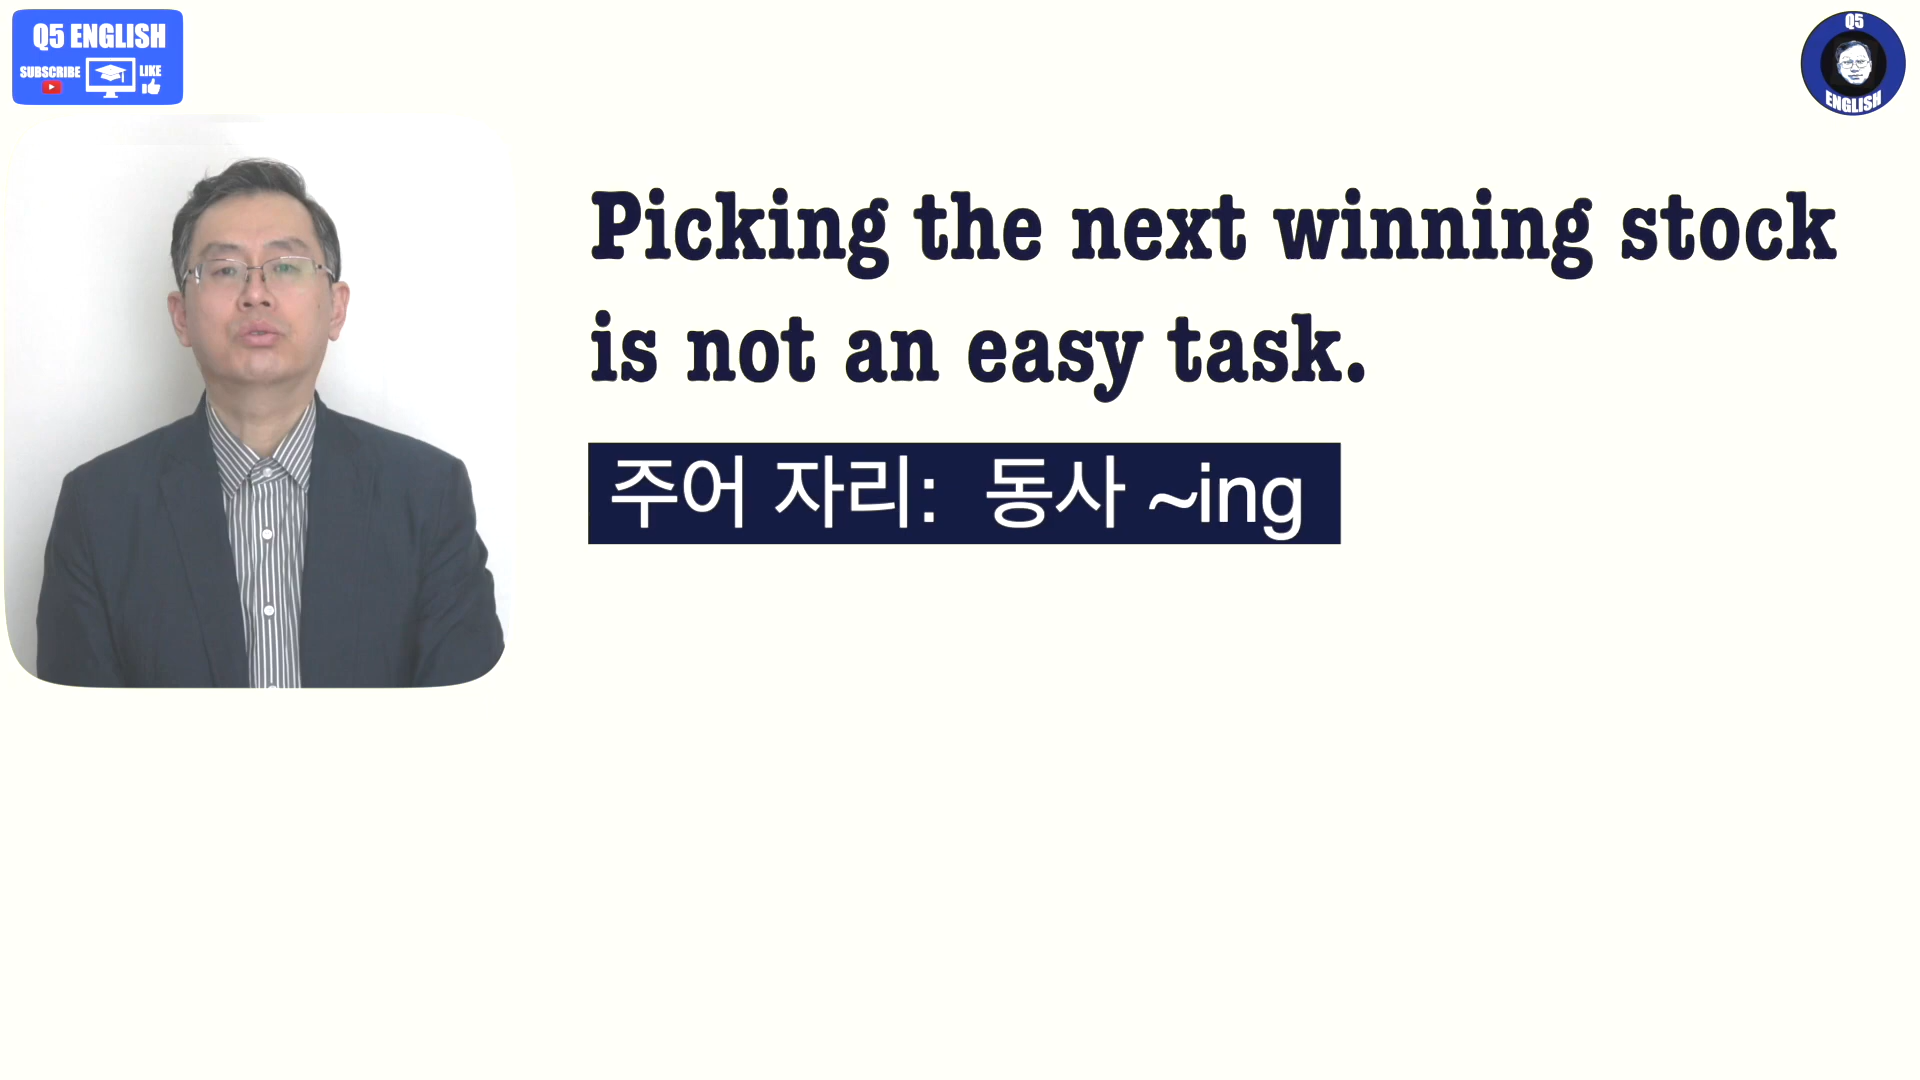 Q5 ENGLISH
SUBSCRIBE
LIKE
Q5
ENGLISH
Picking the next winning stock
is not an easy task.
주어 자리: 동사 ~ing